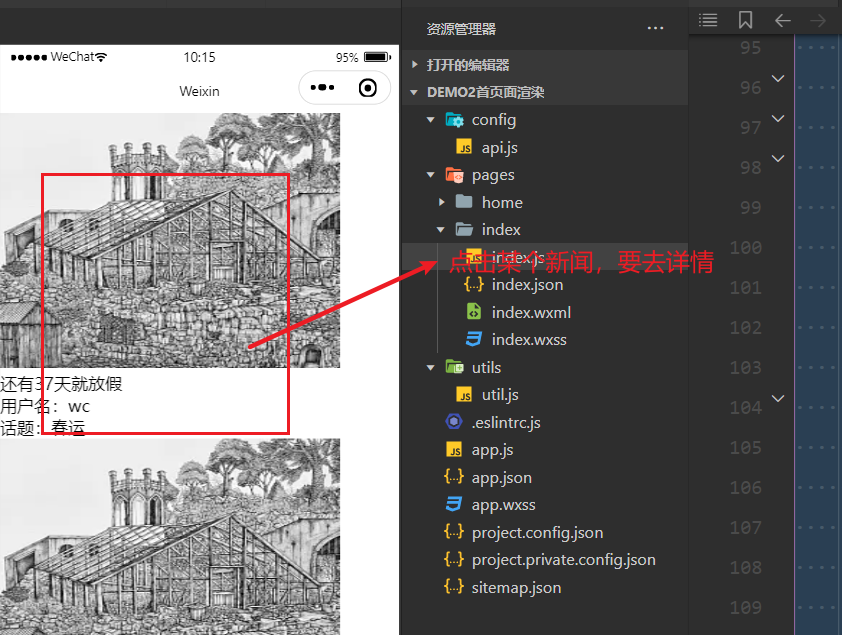 WeChat
10:15
95%
Weixin
还有37天就放假
用户名：wc
话题：春运
资源管理器
打开的编辑器
DEMO2首页面渲染
config
api.js
pages
home
index
index.js
点击某个新闻，要去详情
index.json
index.wxml
index.wxss
utils
util.js
.eslintrc.js
app.js
app.json
app.wxss
project.config.json
project.private.config.json
sitemap.json
95
96
97
98
99
100
101
102
103
104
105
106
107
108
109